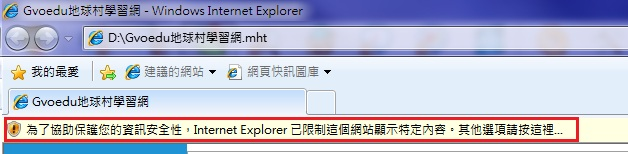 Gvoedu地球村學習網 - Windows Internet Explorer
D:\Gvoedu地球村學習網.mht
我的最愛 建議的網站 網頁快訊圖庫
Gvoedu地球村學習網
為了協助保護您的資訊安全性，Internet Explorer 已限制這個網站顯示特定內容。其他選項請按這裡...